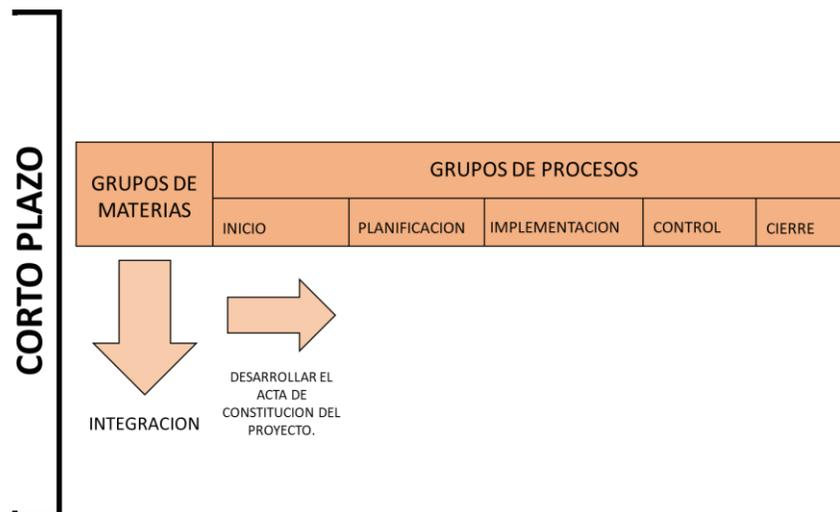 CORTO PLAZO
GRUPOS DE
MATERIAS
GRUPOS DE PROCESOS
INICIO
PLANIFICACION
IMPLEMENTACION
CONTROL
CIERRE
INTEGRACION
DESARROLLAR EL
ACTA DE
CONSTITUCION DEL
PROYECTO.